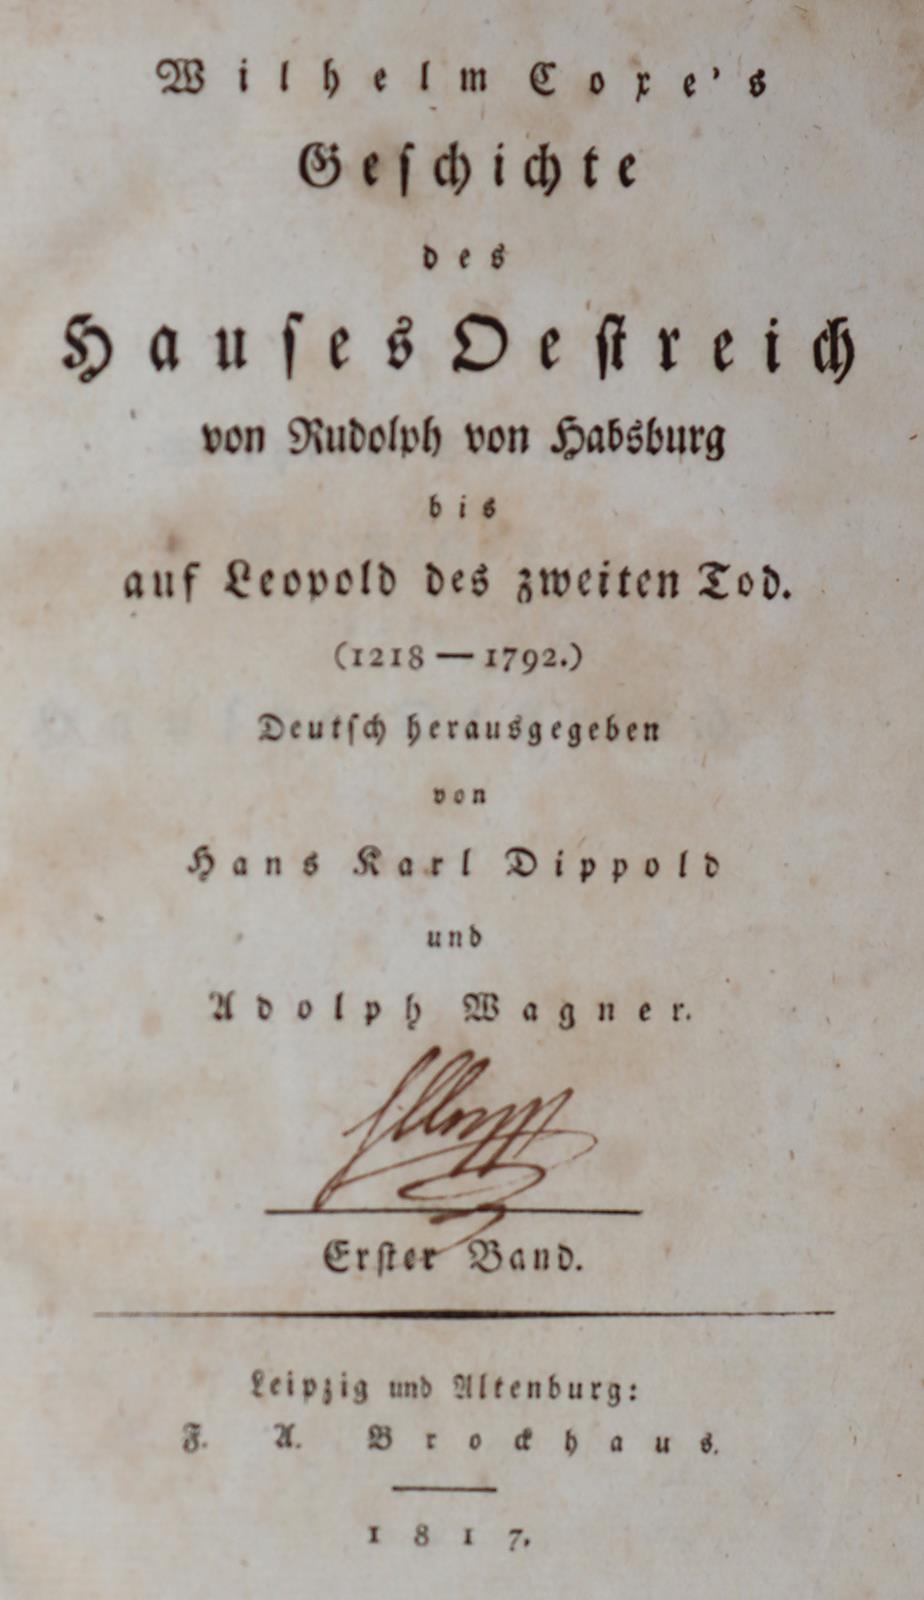 Wilhelm Coxe's
Geschichte
des
Hauses Oestreich
von Rudolph von Habsburg
bis
auf Leopold des zweiten Tod.
(1218 — 1792.)
Deutsch herausgegeben
von
Hans Karl Dippold
und
Adolph Wagner.
Erster Band.
Leipzig und Altenburg:
F. A. Brockhaus.
1817.